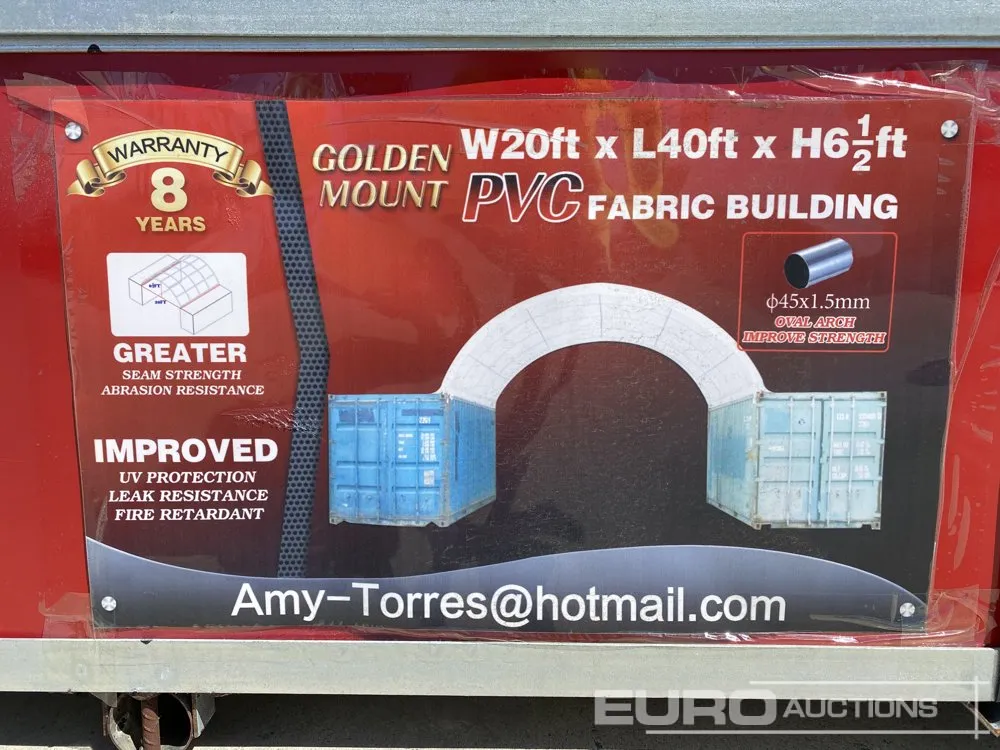 WARRANTY
8
YEARS
GOLDEN
MOUNT
W20ft x L40ft x H6½ft
PVC FABRIC BUILDING
GREATER
SEAM STRENGTH
ABRASION RESISTANCE
IMPROVED
UV PROTECTION
LEAK RESISTANCE
FIRE RETARDANT
ϕ45x1.5mm
OVAL ARCH
IMPROVE STRENGTH
Amy-Torres@hotmail.com
EURO AUCTIONS